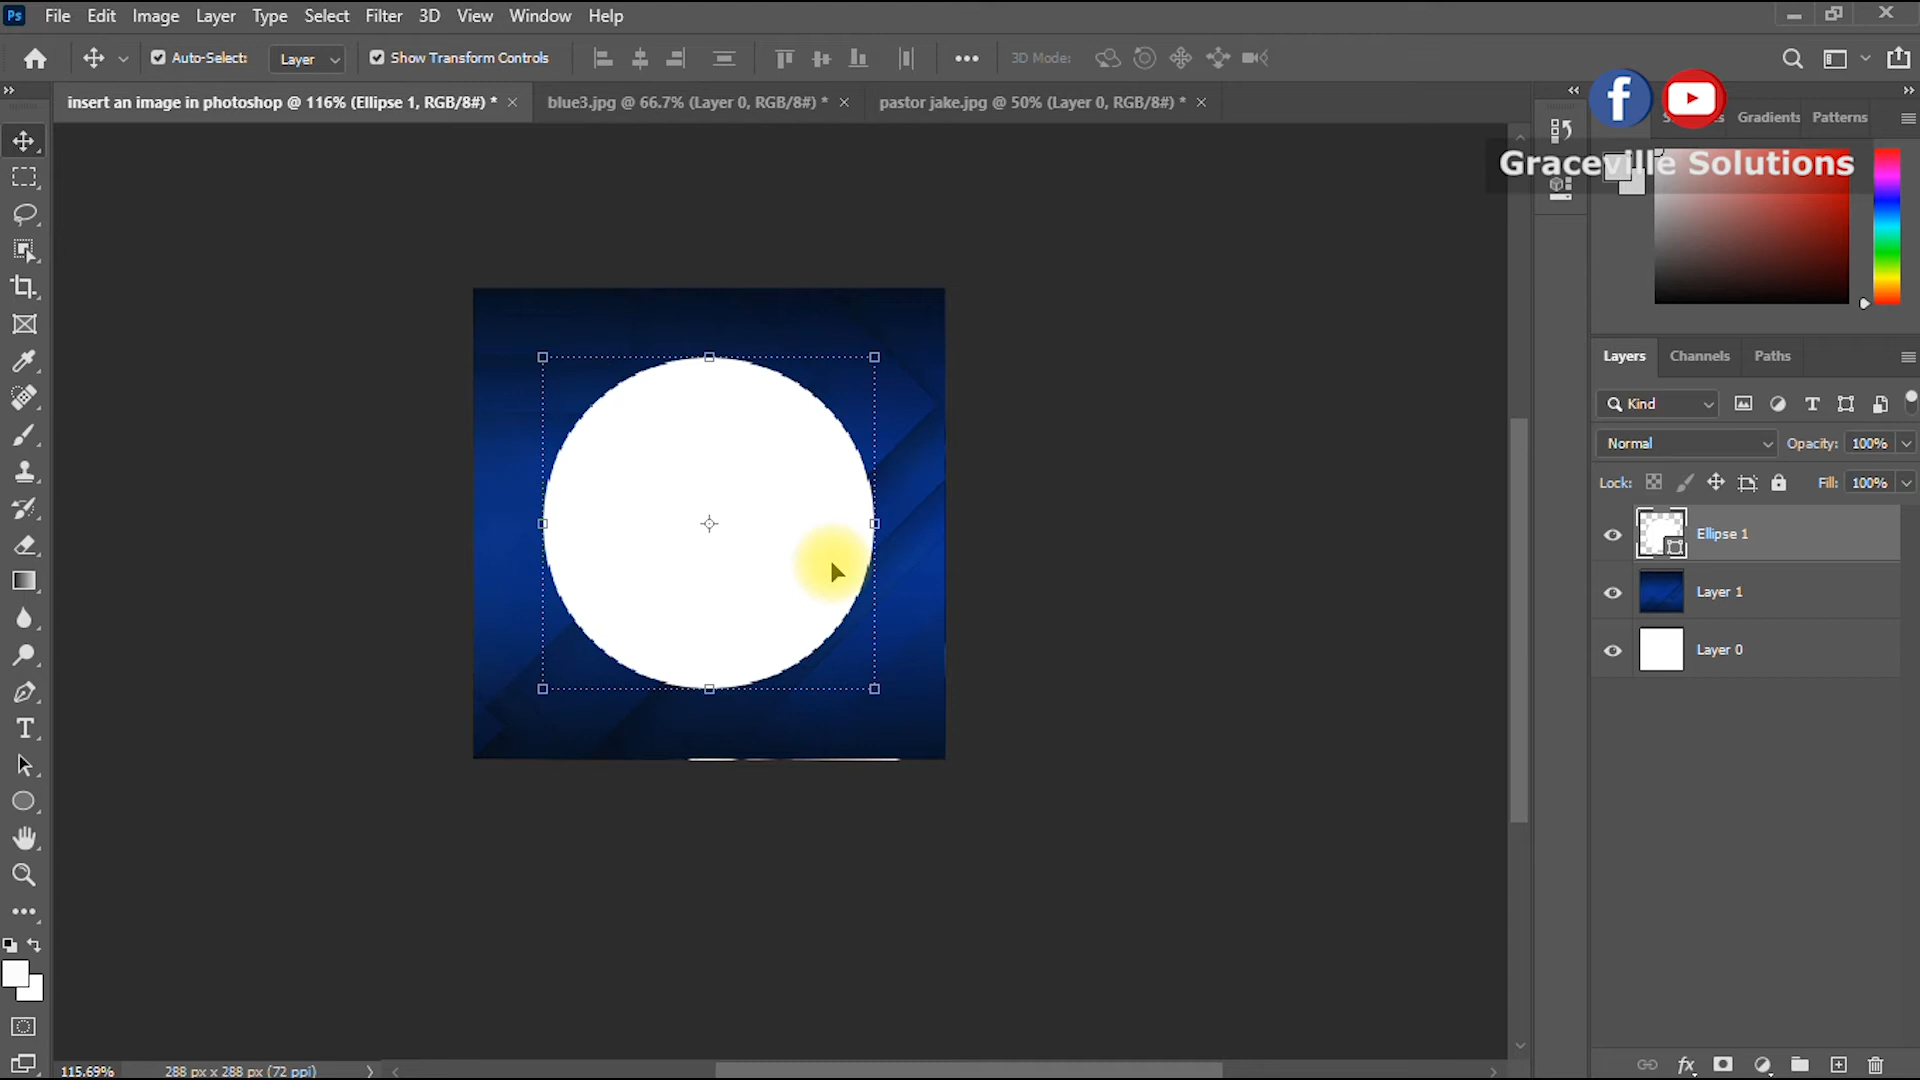 Ps File Edit Image Layer Type Select Filter 3D View Window Help
Auto-Select: Layer Show Transform Controls 3D Mode:
insert an image in photoshop @ 116% (Ellipse 1, RGB/8#) * blue3.jpg @ 66.7% (Layer 0, RGB/8#) * pastor jake.jpg @ 50% (Layer 0, RGB/8#) *
Gradients Patterns
Graceville Solutions
Layers Channels Paths
Kind
Normal Opacity: 100%
Lock: Fill: 100%
Ellipse 1
Layer 1
Layer 0
115.69% 288 px x 288 px (72 ppi)